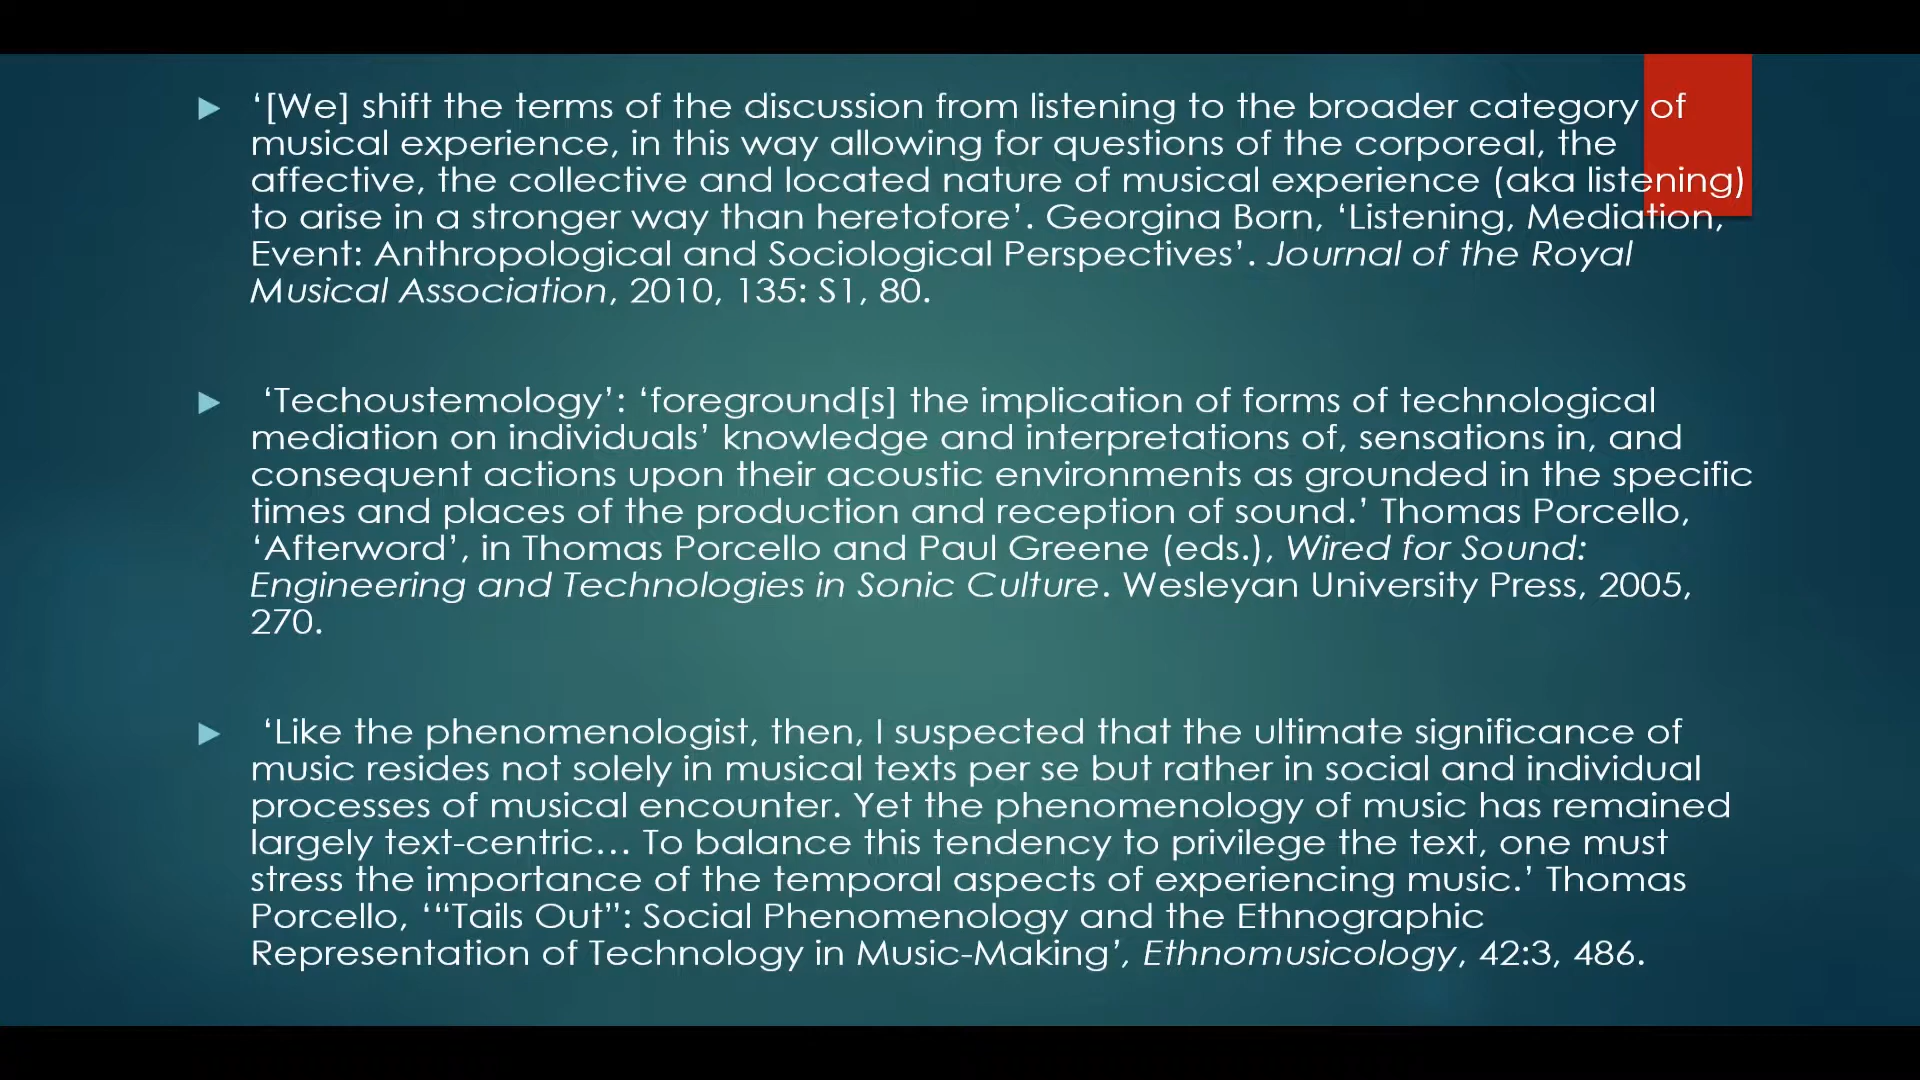 ‘[We] shift the terms of the discussion from listening to the broader category of
musical experience, in this way allowing for questions of the corporeal, the
affective, the collective and located nature of musical experience (aka listening)
to arise in a stronger way than heretofore’. Georgina Born, ‘Listening, Mediation,
Event: Anthropological and Sociological Perspectives’. Journal of the Royal
Musical Association, 2010, 135: S1, 80.
‘Techoustemology’: ‘foreground[s] the implication of forms of technological
mediation on individuals’ knowledge and interpretations of, sensations in, and
consequent actions upon their acoustic environments as grounded in the specific
times and places of the production and reception of sound.’ Thomas Porcello,
‘Afterword’, in Thomas Porcello and Paul Greene (eds.), Wired for Sound:
Engineering and Technologies in Sonic Culture. Wesleyan University Press, 2005,
270.
‘Like the phenomenologist, then, I suspected that the ultimate significance of
music resides not solely in musical texts per se but rather in social and individual
processes of musical encounter. Yet the phenomenology of music has remained
largely text-centric… To balance this tendency to privilege the text, one must
stress the importance of the temporal aspects of experiencing music.’ Thomas
Porcello, ‘“Tails Out”: Social Phenomenology and the Ethnographic
Representation of Technology in Music-Making’, Ethnomusicology, 42:3, 486.